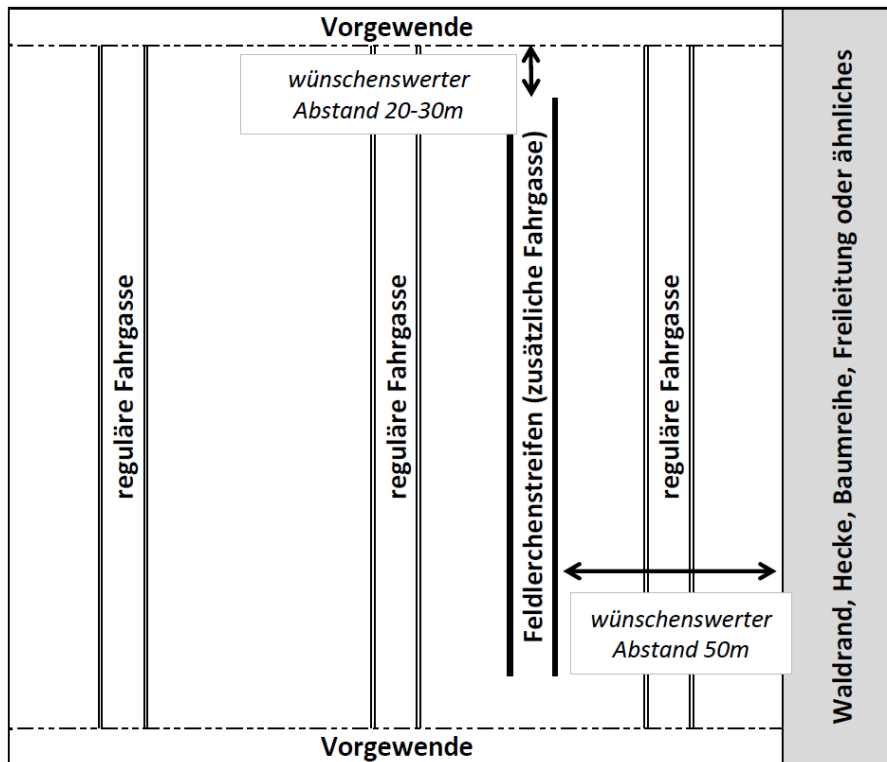 Vorgewende
wünschenswerter
Abstand 20-30m
reguläre Fahrgasse
reguläre Fahrgasse
Feldlerchenstreifen (zusätzliche Fahrgasse)
reguläre Fahrgasse
Waldrand, Hecke, Baumreihe, Freileitung oder ähnliches
wünschenswerter
Abstand 50m
Vorgewende